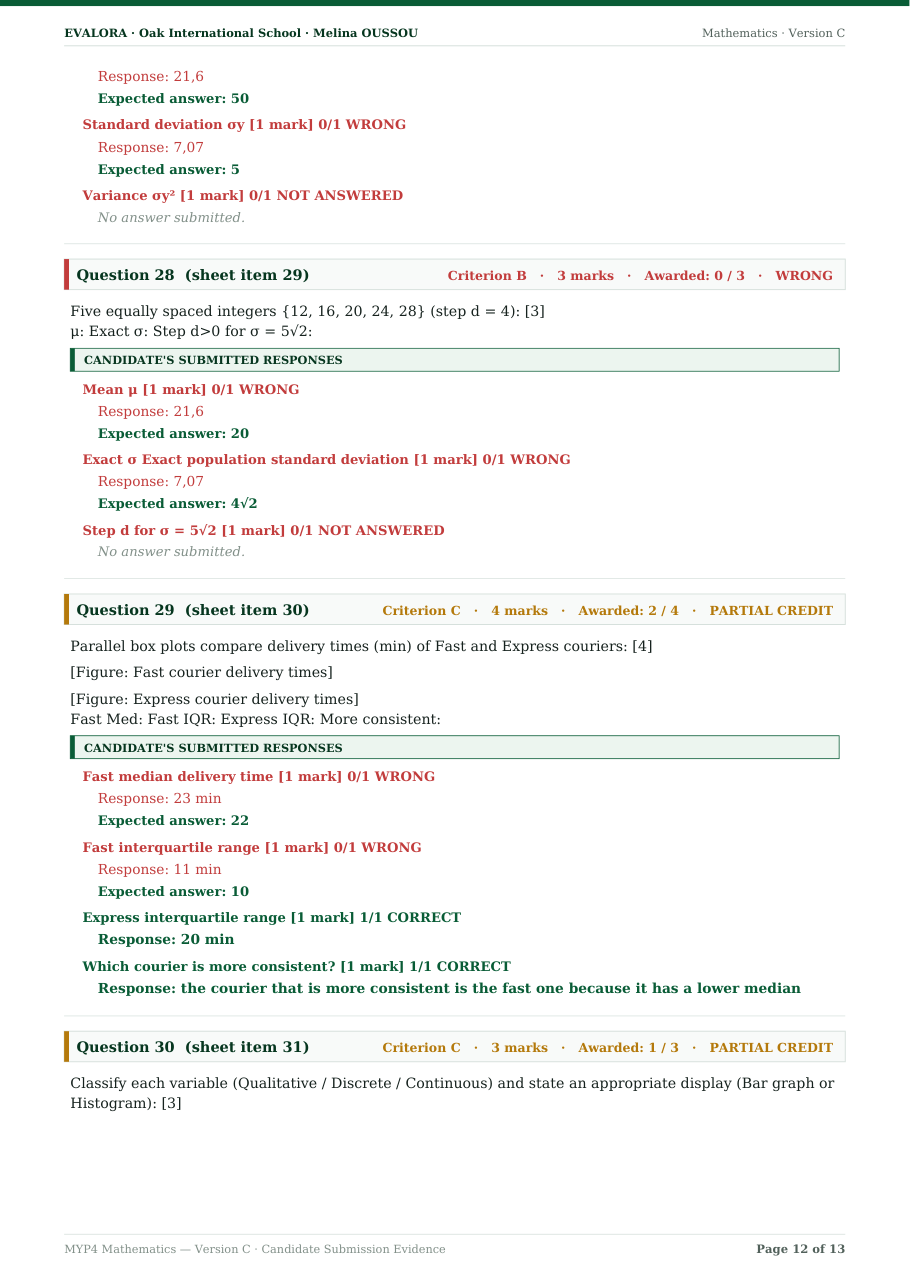 EVALORA · Oak International School · Melina OUSSOU
Mathematics · Version C
Response: 21,6
Expected answer: 50
Standard deviation σy [1 mark] 0/1 WRONG
Response: 7,07
Expected answer: 5
Variance σy² [1 mark] 0/1 NOT ANSWERED
No answer submitted.
Question 28 (sheet item 29)
Criterion B · 3 marks · Awarded: 0 / 3 · WRONG
Five equally spaced integers {12, 16, 20, 24, 28} (step d = 4): [3]
μ: Exact σ: Step d>0 for σ = 5√2:
CANDIDATE'S SUBMITTED RESPONSES
Mean μ [1 mark] 0/1 WRONG
Response: 21,6
Expected answer: 20
Exact σ Exact population standard deviation [1 mark] 0/1 WRONG
Response: 7,07
Expected answer: 4√2
Step d for σ = 5√2 [1 mark] 0/1 NOT ANSWERED
No answer submitted.
Question 29 (sheet item 30)
Criterion C · 4 marks · Awarded: 2 / 4 · PARTIAL CREDIT
Parallel box plots compare delivery times (min) of Fast and Express couriers: [4]
[Figure: Fast courier delivery times]
[Figure: Express courier delivery times]
Fast Med: Fast IQR: Express IQR: More consistent:
CANDIDATE'S SUBMITTED RESPONSES
Fast median delivery time [1 mark] 0/1 WRONG
Response: 23 min
Expected answer: 22
Fast interquartile range [1 mark] 0/1 WRONG
Response: 11 min
Expected answer: 10
Express interquartile range [1 mark] 1/1 CORRECT
Response: 20 min
Which courier is more consistent? [1 mark] 1/1 CORRECT
Response: the courier that is more consistent is the fast one because it has a lower median
Question 30 (sheet item 31)
Criterion C · 3 marks · Awarded: 1 / 3 · PARTIAL CREDIT
Classify each variable (Qualitative / Discrete / Continuous) and state an appropriate display (Bar graph or
Histogram): [3]
MYP4 Mathematics — Version C · Candidate Submission Evidence
Page 12 of 13